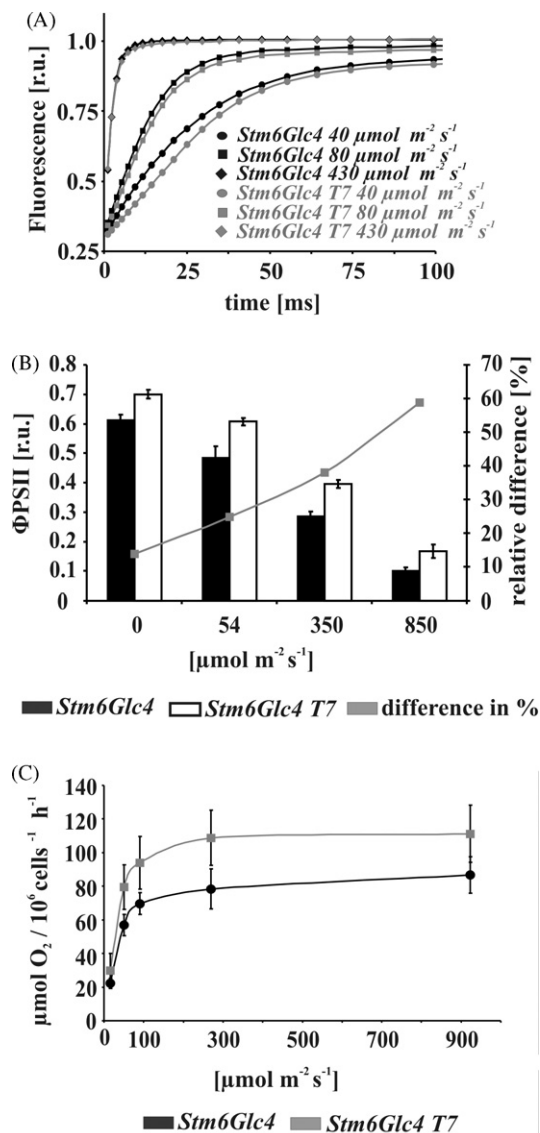 (A)
Fluorescence [r.u.]
1.0
0.75
0.5
0.25
Stm6Glc4 40 µmol m⁻² s⁻¹
Stm6Glc4 80 µmol m⁻² s⁻¹
Stm6Glc4 430 µmol m⁻² s⁻¹
Stm6Glc4 T7 40 µmol m⁻² s⁻¹
Stm6Glc4 T7 80 µmol m⁻² s⁻¹
Stm6Glc4 T7 430 µmol m⁻² s⁻¹
0 25 50 75 100
time [ms]
(B)
ΦPSII [r.u.]
0.8
0.7
0.6
0.5
0.4
0.3
0.2
0.1
0
70
60
50
40
30
20
10
0
relative difference [%]
0 54 350 850
[µmol m⁻² s⁻¹]
Stm6Glc4 Stm6Glc4 T7 difference in %
(C)
µmol O₂ / 10⁶ cells⁻¹ h⁻¹
140
120
100
80
60
40
20
0
0 100 300 500 700 900
[µmol m⁻² s⁻¹]
Stm6Glc4 Stm6Glc4 T7